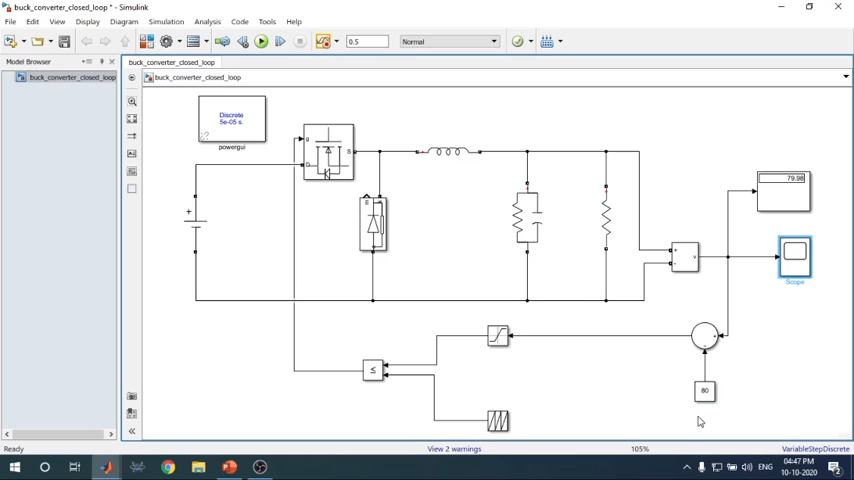 buck_converter_closed_loop * - Simulink
File Edit View Display Diagram Simulation Analysis Code Tools Help
0.5
Normal
Model Browser
buck_converter_closed_loop
buck_converter_closed_loop
buck_converter_closed_loop
Discrete
5e-05 s.
powergui
g
S
D
E
+
+
-
v
79.98
Scope
+
-
80
≤
Ready
View 2 warnings
105%
VariableStepDiscrete
ENG
04:47 PM
10-10-2020
2